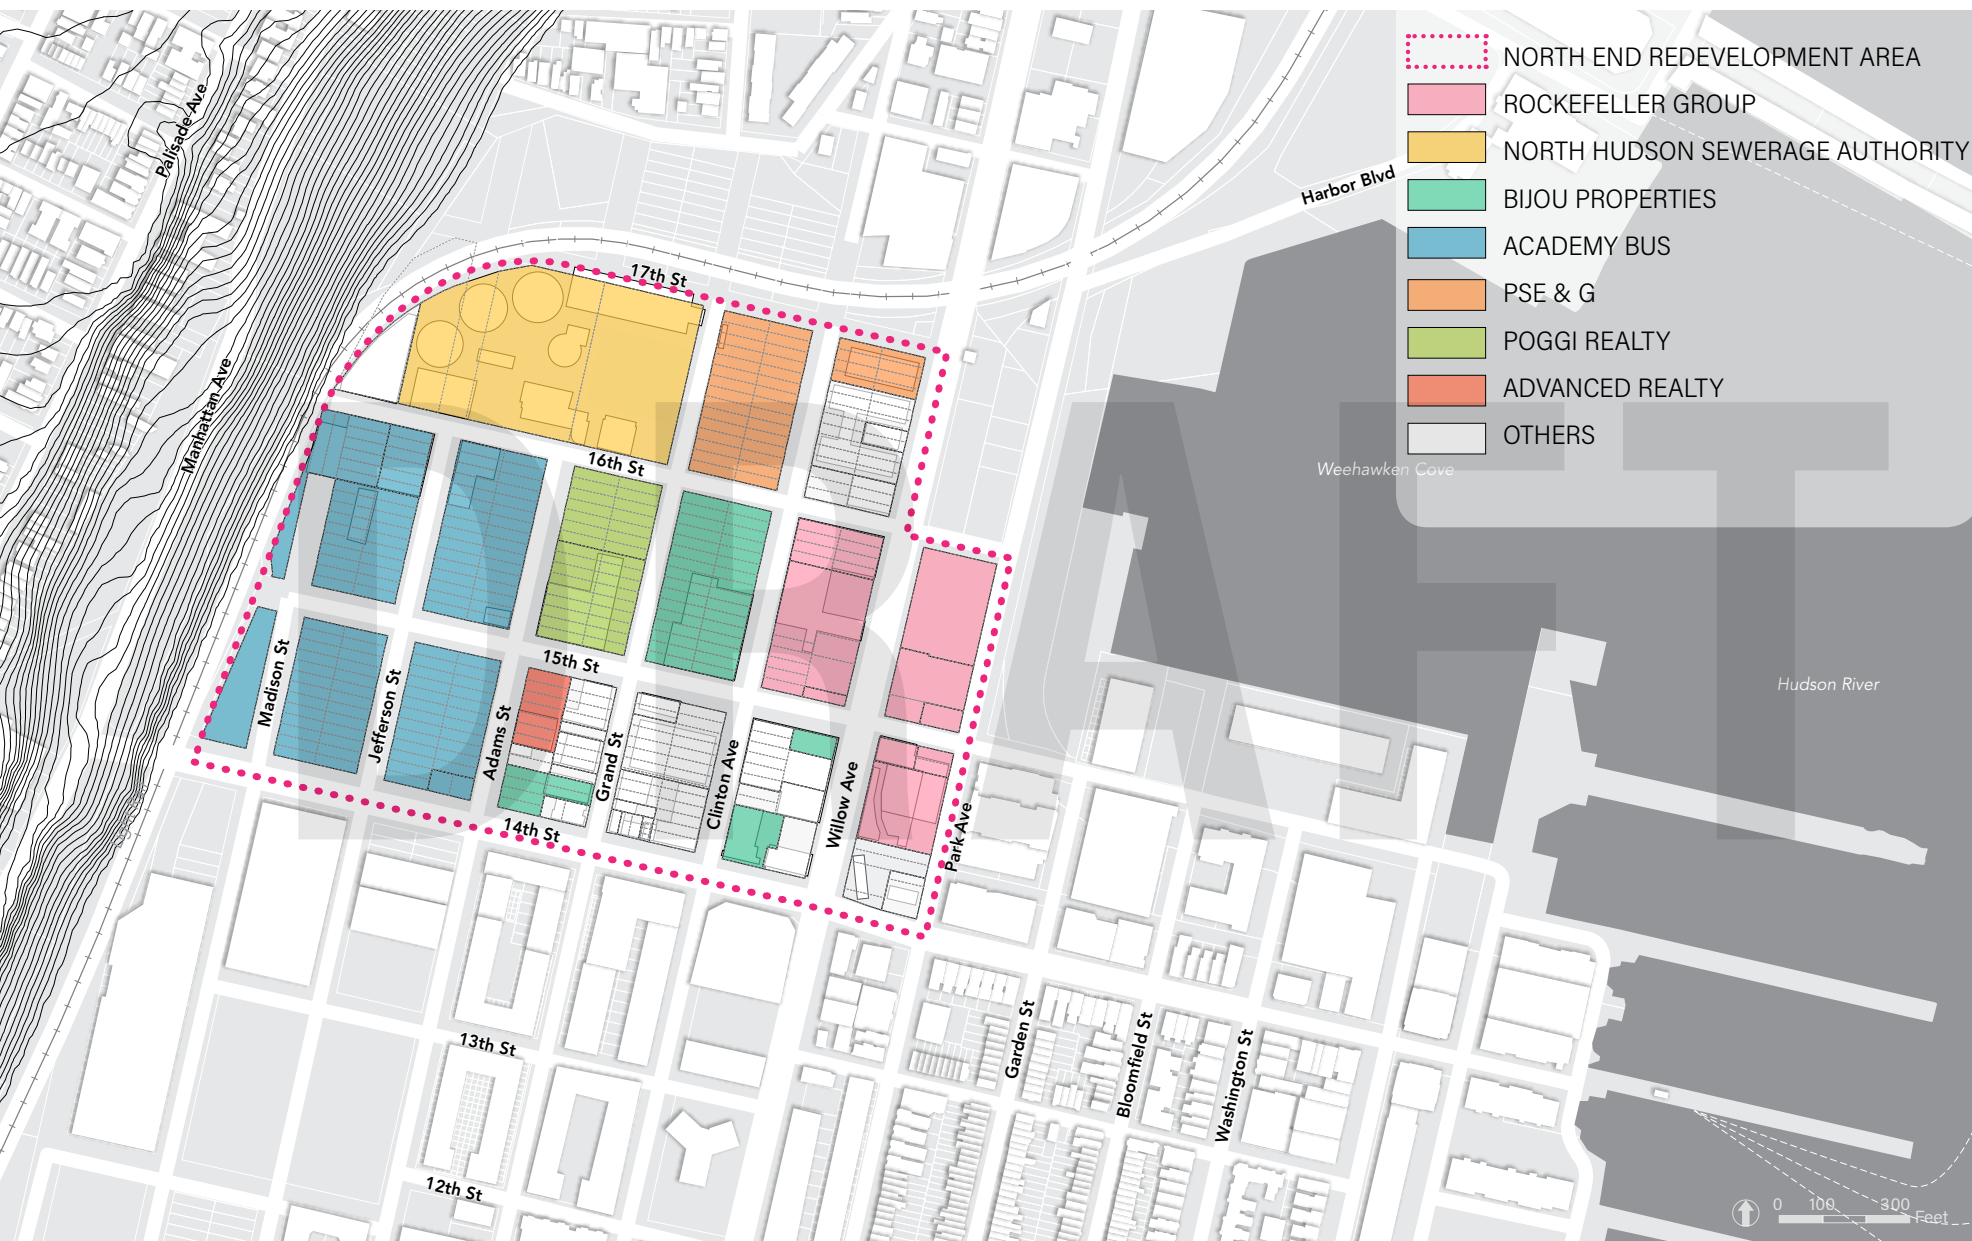 NORTH END REDEVELOPMENT AREA
ROCKEFELLER GROUP
NORTH HUDSON SEWERAGE AUTHORITY
BIJOU PROPERTIES
ACADEMY BUS
PSE & G
POGGI REALTY
ADVANCED REALTY
OTHERS
Palisade Ave
Harbor Blvd
17th St
Manhattan Ave
16th St
DRAFT
Weehawken Cove
15th St
Madison St
Jefferson St
Adams St
Grand St
Clinton Ave
Willow Ave
Park Ave
Hudson River
14th St
13th St
Garden St
Bloomfield St
Washington St
12th St
0 100 300 Feet